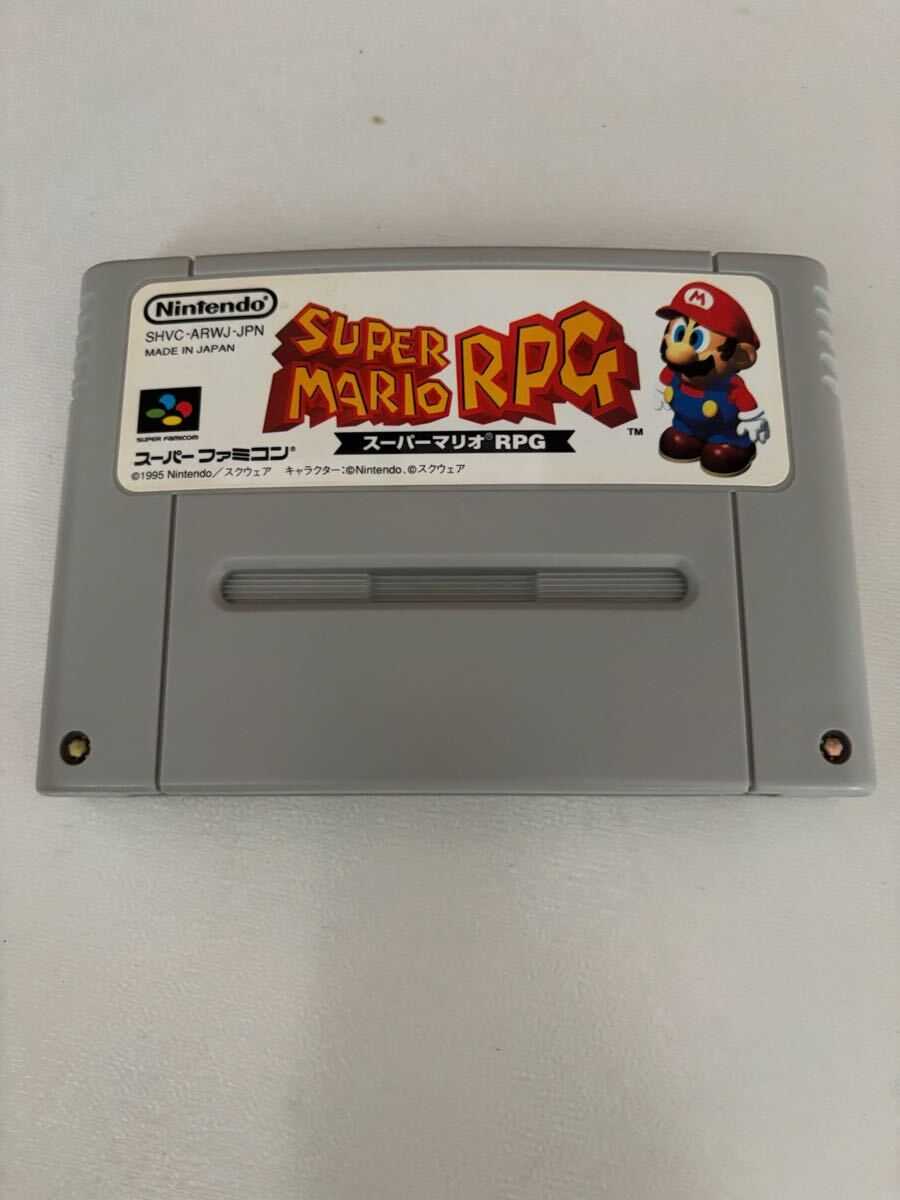 Nintendo®
SHVC-ARWJ-JPN
MADE IN JAPAN
SUPER FAMICOM
スーパー ファミコン®
©1995 Nintendo／スクウェア キャラクター：©Nintendo、©スクウェア
SUPER
MARIO RPG
TM
スーパーマリオ® RPG
M